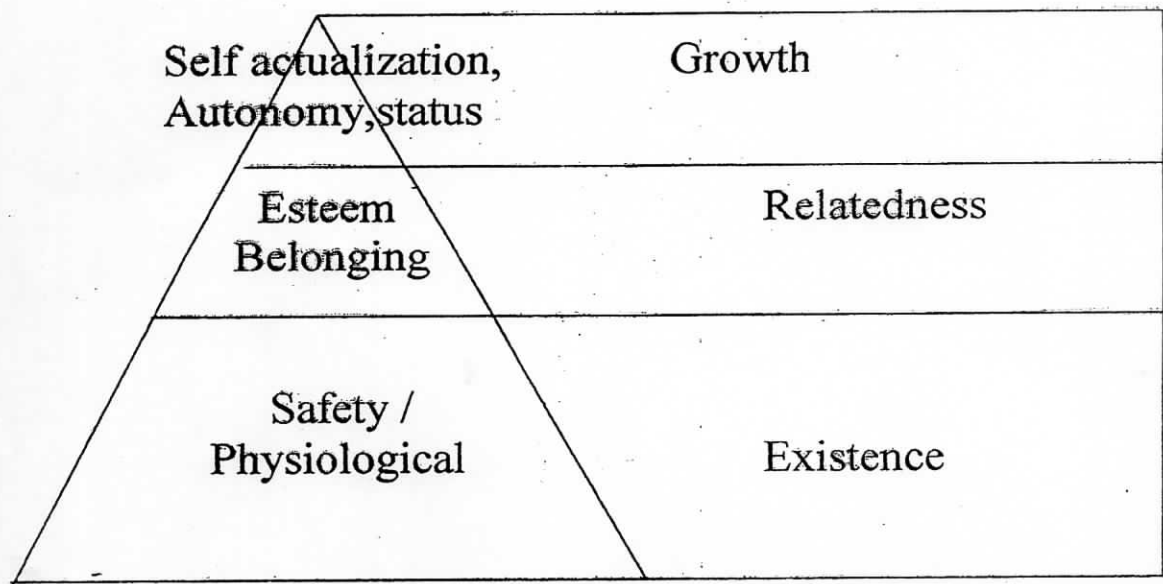 Self actualization,
Autonomy,status
Growth
Esteem
Belonging
Relatedness
Safety /
Physiological
Existence